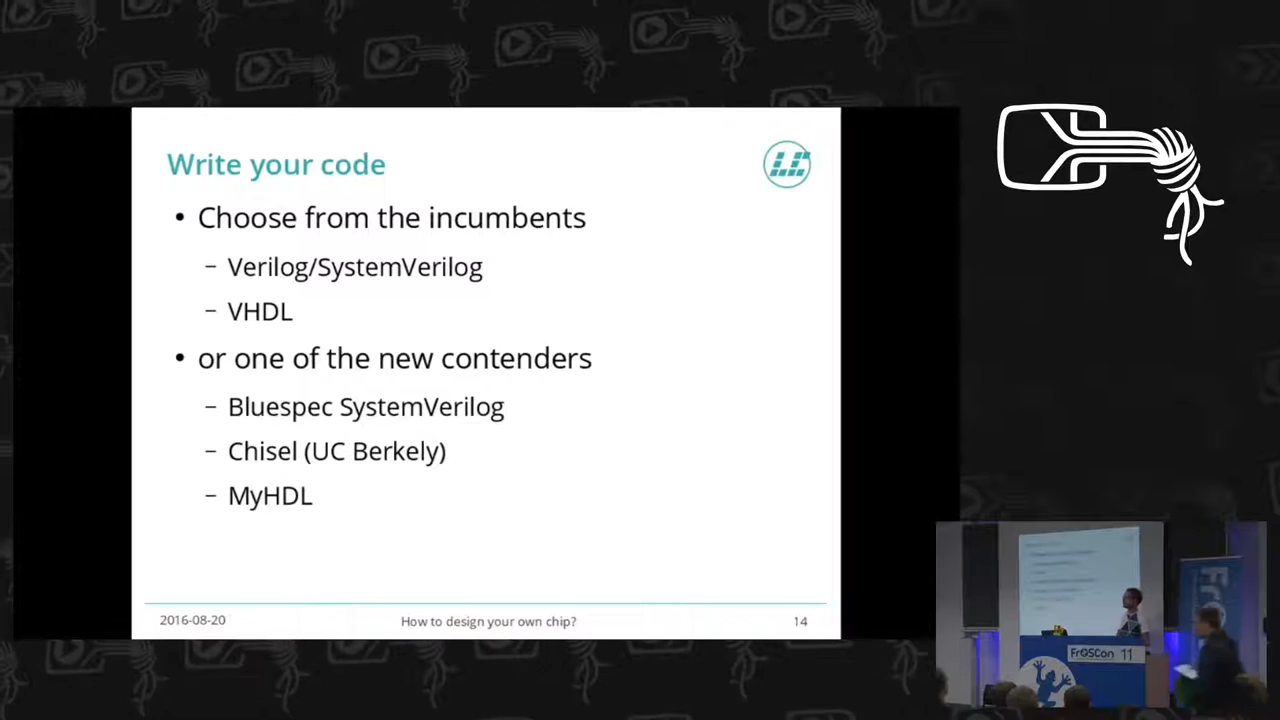 Write your code
LC
• Choose from the incumbents
– Verilog/SystemVerilog
– VHDL
• or one of the new contenders
– Bluespec SystemVerilog
– Chisel (UC Berkely)
– MyHDL
2016-08-20
How to design your own chip?
14
FrOSCon 11